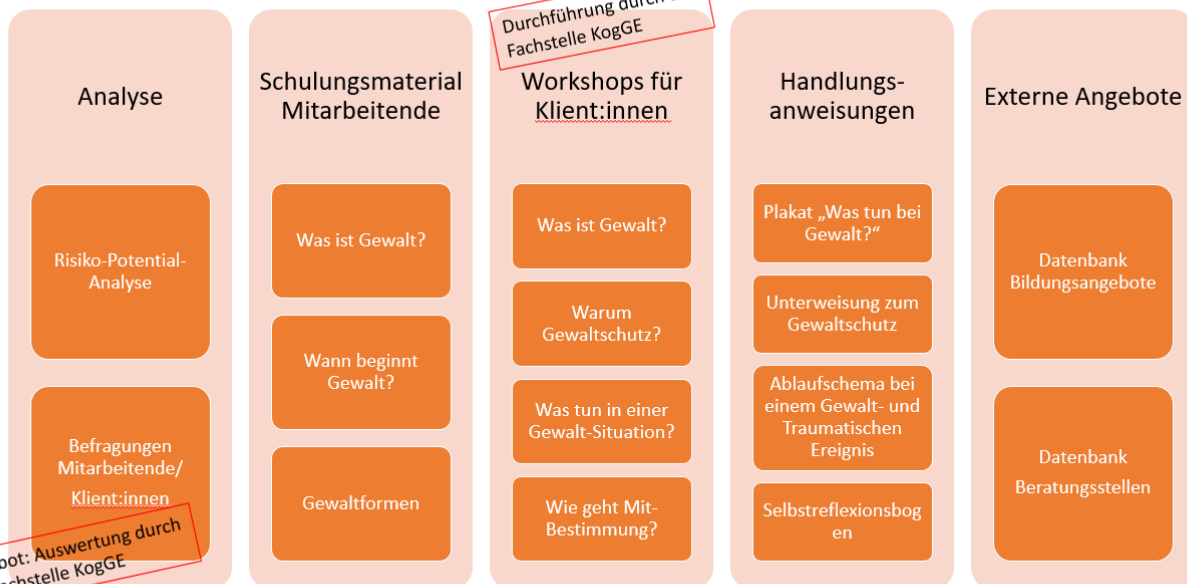 Analyse
Risiko-Potential-
Analyse
Befragungen
Mitarbeitende/
Klient:innen
Auswertung durch
KogGE
Schulungsmaterial
Mitarbeitende
Was ist Gewalt?
Wann beginnt
Gewalt?
Gewaltformen
Durchführung durch
Fachstelle KogGE
Workshops für
Klient:innen
Was ist Gewalt?
Warum
Gewaltschutz?
Was tun in einer
Gewalt-Situation?
Wie geht Mit-
Bestimmung?
Handlungs-
anweisungen
Plakat „Was tun bei
Gewalt?“
Unterweisung zum
Gewaltschutz
Ablaufschema bei
einem Gewalt- und
Traumatischen
Ereignis
Selbstreflexionsbog
en
Externe Angebote
Datenbank
Bildungsangebote
Datenbank
Beratungsstellen